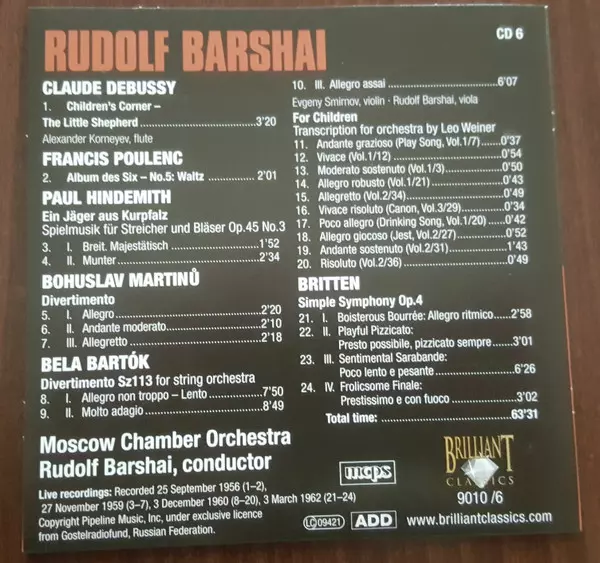 RUDOLF BARSHAI
CD 6
CLAUDE DEBUSSY
1. Children's Corner –
The Little Shepherd 3'20
Alexander Korneyev, flute
FRANCIS POULENC
2. Album des Six – No.5: Waltz 2'01
PAUL HINDEMITH
Ein Jäger aus Kurpfalz
Spielmusik für Streicher und Bläser Op.45 No.3
3. I. Breit. Majestätisch 1'52
4. II. Munter 2'34
BOHUSLAV MARTINŮ
Divertimento
5. I. Allegro 2'20
6. II. Andante moderato 2'10
7. III. Allegretto 2'18
BELA BARTÓK
Divertimento Sz113 for string orchestra
8. I. Allegro non troppo – Lento 7'50
9. II. Molto adagio 8'49
Moscow Chamber Orchestra
Rudolf Barshai, conductor
Live recordings: Recorded 25 September 1956 (1–2),
27 November 1959 (3–7), 3 December 1960 (8–20), 3 March 1962 (21–24)
Copyright Pipeline Music, Inc, under exclusive licence
from Gostelradiofund, Russian Federation.
10. III. Allegro assai 6'07
Evgeny Smirnov, violin · Rudolf Barshai, viola
For Children
Transcription for orchestra by Leo Weiner
11. Andante grazioso (Play Song, Vol.1/7) 0'37
12. Vivace (Vol.1/12) 0'54
13. Moderato sostenuto (Vol.1/3) 0'50
14. Allegro robusto (Vol.1/21) 0'43
15. Allegretto (Vol.2/34) 0'49
16. Vivace risoluto (Canon, Vol.3/29) 0'34
17. Poco allegro (Drinking Song, Vol.1/20) 0'42
18. Allegro giocoso (Jest, Vol.2/27) 0'52
19. Andante sostenuto (Vol.2/31) 1'43
20. Risoluto (Vol.2/36) 0'49
BRITTEN
Simple Symphony Op.4
21. I. Boisterous Bourrée: Allegro ritmico 2'58
22. II. Playful Pizzicato:
Presto possibile, pizzicato sempre 3'01
23. III. Sentimental Sarabande:
Poco lento e pesante 6'26
24. IV. Frolicsome Finale:
Prestissimo e con fuoco 3'02
Total time: 63'31
mcps
BRILLIANT
CLASSICS
9010 /6
LC 09421
ADD
www.brilliantclassics.com